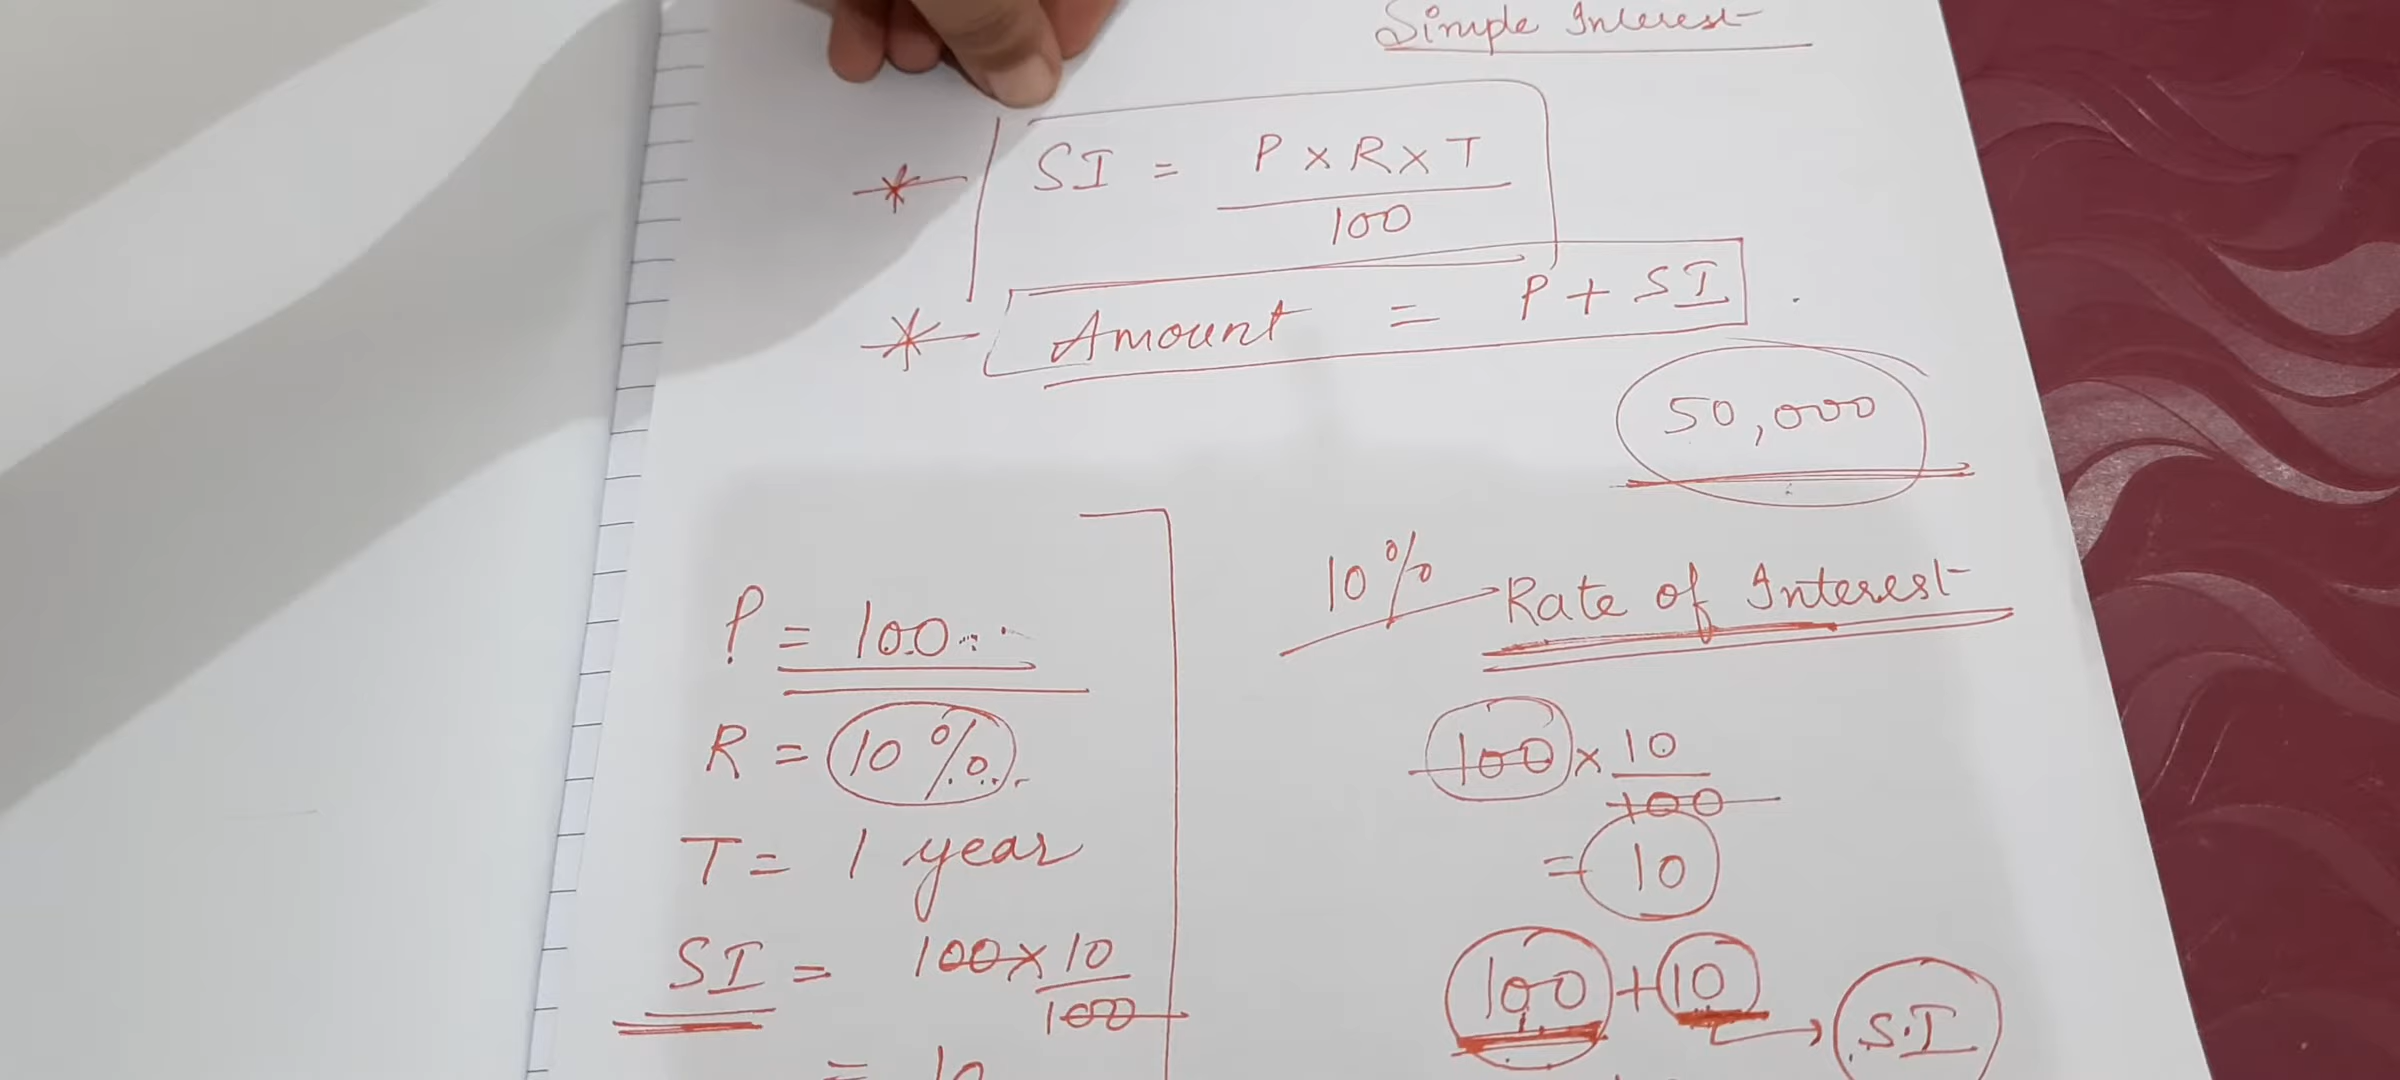 Simple Interest
* SI = P × R × T
100
* Amount = P + SI
50,000
P = 100
R = 10%
T = 1 year
SI = 100 × 10
100
= 10
10% Rate of Interest
100 × 10
100
= 10
100 + 10 → S.I